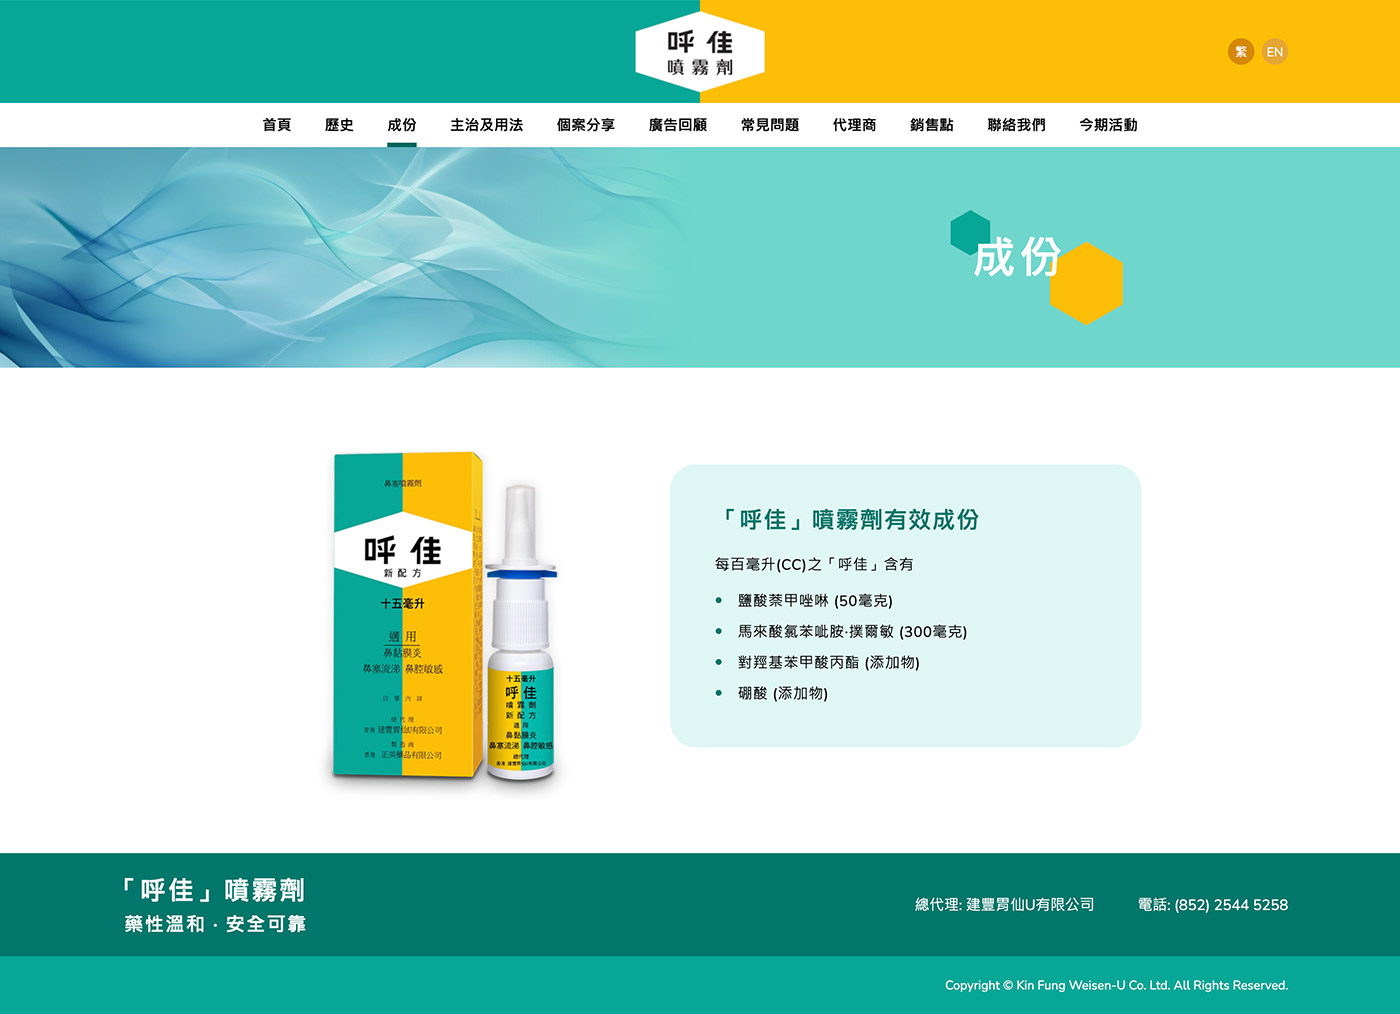 呼佳
噴霧劑
繁 EN
首頁 歷史 成份 主治及用法 個案分享 廣告回顧 常見問題 代理商 銷售點 聯絡我們 今期活動
成份
鼻塞噴霧劑
呼佳
新配方
十五毫升
適用
鼻黏膜炎
鼻塞流涕 鼻腔敏感
總代理
香港 建豐胃仙U有限公司
製造商
香港 正美藥品有限公司
十五毫升
呼佳
噴霧劑
新配方
適用
鼻黏膜炎
鼻塞流涕 鼻腔敏感
總代理
香港 建豐胃仙U有限公司
「呼佳」噴霧劑有效成份
每百毫升(CC)之「呼佳」含有
• 鹽酸萘甲唑啉 (50毫克)
• 馬來酸氯苯吡胺·撲爾敏 (300毫克)
• 對羥基苯甲酸丙酯 (添加物)
• 硼酸 (添加物)
「呼佳」噴霧劑
藥性溫和．安全可靠
總代理: 建豐胃仙U有限公司 電話: (852) 2544 5258
Copyright © Kin Fung Weisen-U Co. Ltd. All Rights Reserved.